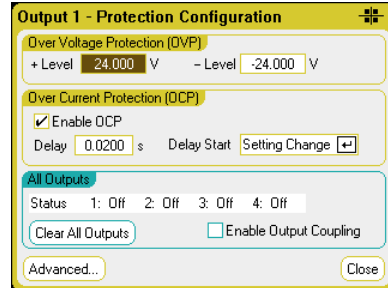 Output 1 - Protection Configuration
Over Voltage Protection (OVP)
+ Level 24.000 V - Level -24.000 V
Over Current Protection (OCP)
Enable OCP
Delay 0.0200 s Delay Start Setting Change
All Outputs
Status 1: Off 2: Off 3: Off 4: Off
Clear All Outputs Enable Output Coupling
Advanced... Close